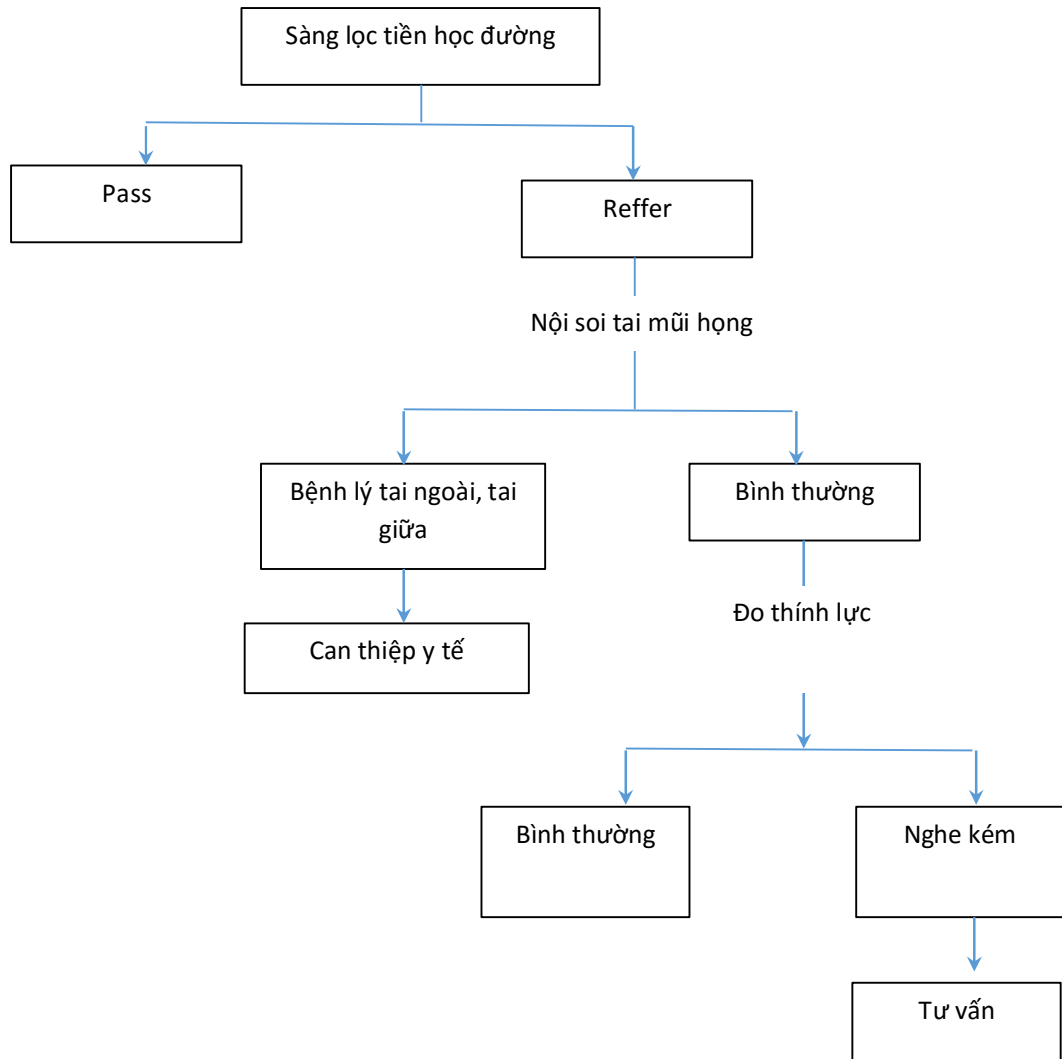 Sàng lọc tiền học đường
Pass
Reffer
Nội soi tai mũi họng
Bệnh lý tai ngoài, tai
giữa
Bình thường
Can thiệp y tế
Đo thính lực
Bình thường
Nghe kém
Tư vấn